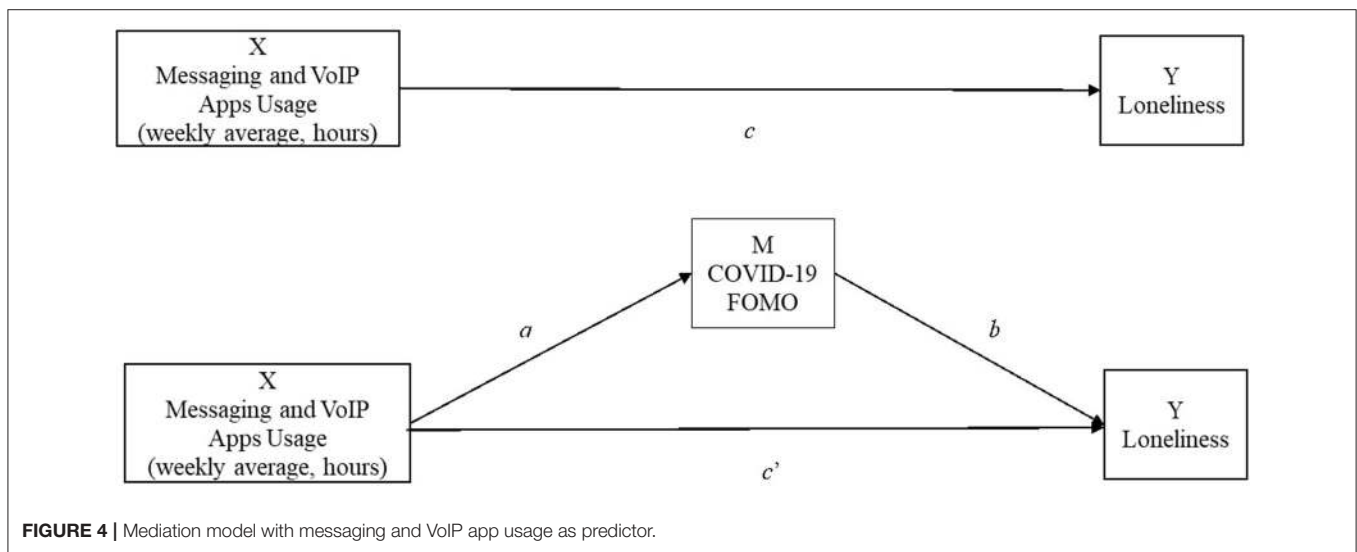 X
Messaging and VoIP
Apps Usage
(weekly average, hours)
Y
Loneliness
c
M
COVID-19
FOMO
a
b
X
Messaging and VoIP
Apps Usage
(weekly average, hours)
Y
Loneliness
c’
FIGURE 4 | Mediation model with messaging and VoIP app usage as predictor.